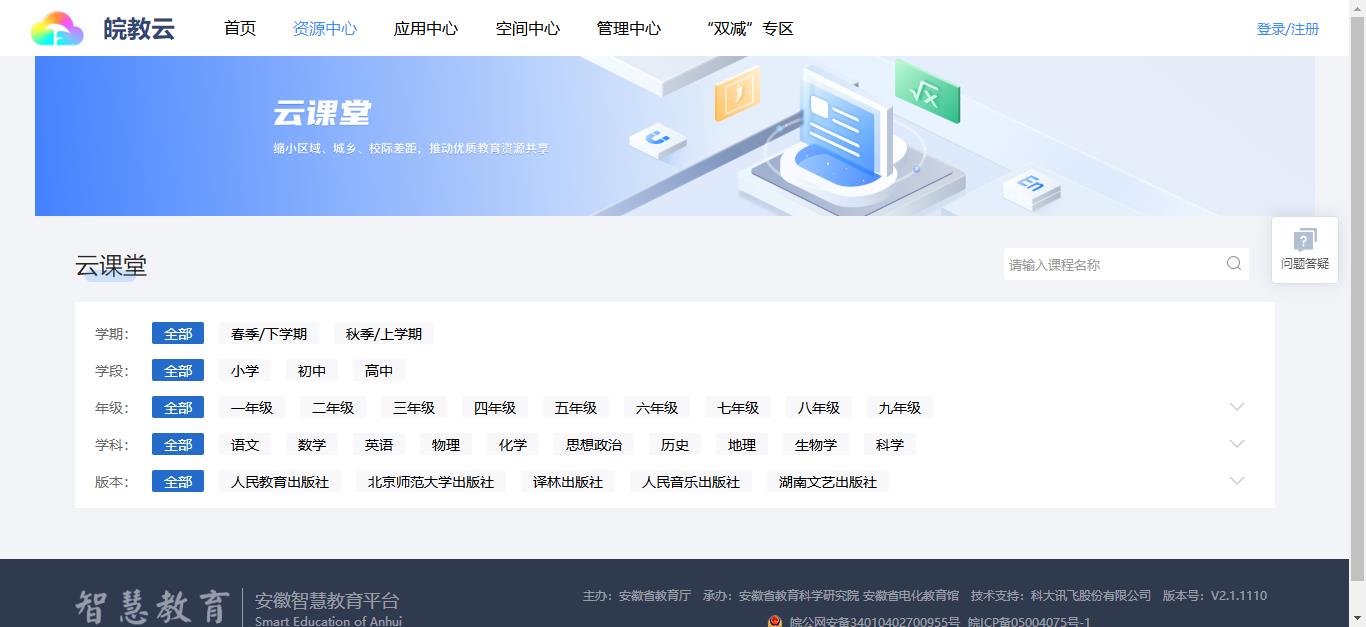 皖教云 首页 资源中心 应用中心 空间中心 管理中心 “双减”专区 登录/注册
云课堂
缩小区域、城乡、校际差距，推动优质教育资源共享
√x
En
云课堂
请输入课程名称
?
问题答疑
学期： 全部 春季/下学期 秋季/上学期
学段： 全部 小学 初中 高中
年级： 全部 一年级 二年级 三年级 四年级 五年级 六年级 七年级 八年级 九年级
学科： 全部 语文 数学 英语 物理 化学 思想政治 历史 地理 生物学 科学
版本： 全部 人民教育出版社 北京师范大学出版社 译林出版社 人民音乐出版社 湖南文艺出版社
智慧教育 安徽智慧教育平台
Smart Education of Anhui
主办：安徽省教育厅 承办：安徽省教育科学研究院 安徽省电化教育馆 技术支持：科大讯飞股份有限公司 版本号：V2.1.1110
皖公网安备34010402700955号 皖ICP备05004075号-1